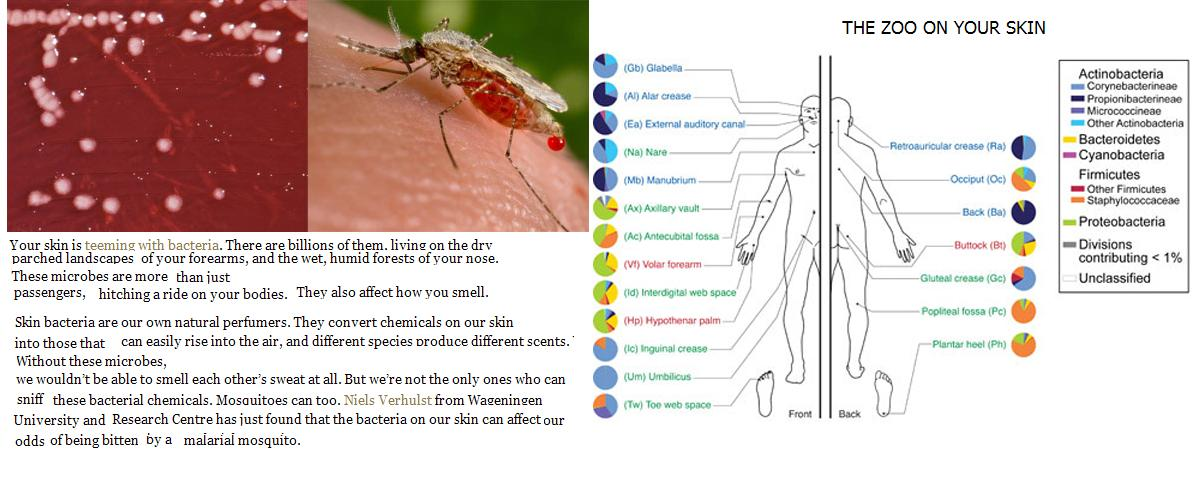 Your skin is teeming with bacteria. There are billions of them, living on the dry
parched landscapes of your forearms, and the wet, humid forests of your nose.
These microbes are more than just
passengers, hitching a ride on your bodies. They also affect how you smell.
Skin bacteria are our own natural perfumers. They convert chemicals on our skin
into those that can easily rise into the air, and different species produce different scents.
Without these microbes,
we wouldn't be able to smell each other's sweat at all. But we're not the only ones who can
sniff these bacterial chemicals. Mosquitoes can too. Niels Verhulst from Wageningen
University and Research Centre has just found that the bacteria on our skin can affect our
odds of being bitten by a malarial mosquito.
THE ZOO ON YOUR SKIN
(Gb) Glabella
(Al) Alar crease
(Ea) External auditory canal
(Na) Nare
(Mb) Manubrium
(Ax) Axillary vault
(Ac) Antecubital fossa
(Vf) Volar forearm
(Id) Interdigital web space
(Hp) Hypothenar palm
(Ic) Inguinal crease
(Um) Umbilicus
(Tw) Toe web space
Front
Back
Retroauricular crease (Ra)
Occiput (Oc)
Back (Ba)
Buttock (Bt)
Gluteal crease (Gc)
Popliteal fossa (Pc)
Plantar heel (Ph)
Actinobacteria
Corynebacterineae
Propionibacterineae
Micrococcineae
Other Actinobacteria
Bacteroidetes
Cyanobacteria
Firmicutes
Other Firmicutes
Staphylococcaceae
Proteobacteria
Divisions
contributing < 1%
Unclassified